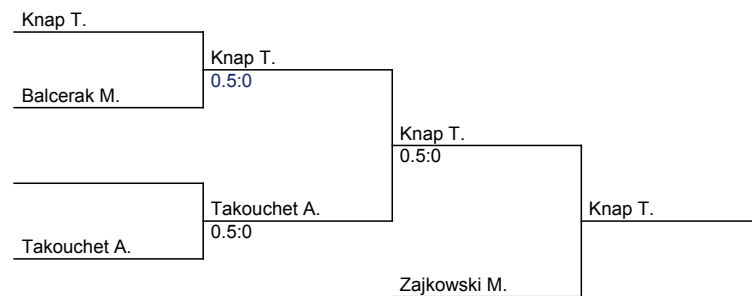 Knap T.
Knap T.
0.5:0
Balcerak M.
Knap T.
0.5:0
Takouchet A.
0.5:0
Knap T.
Takouchet A.
Zajkowski M.